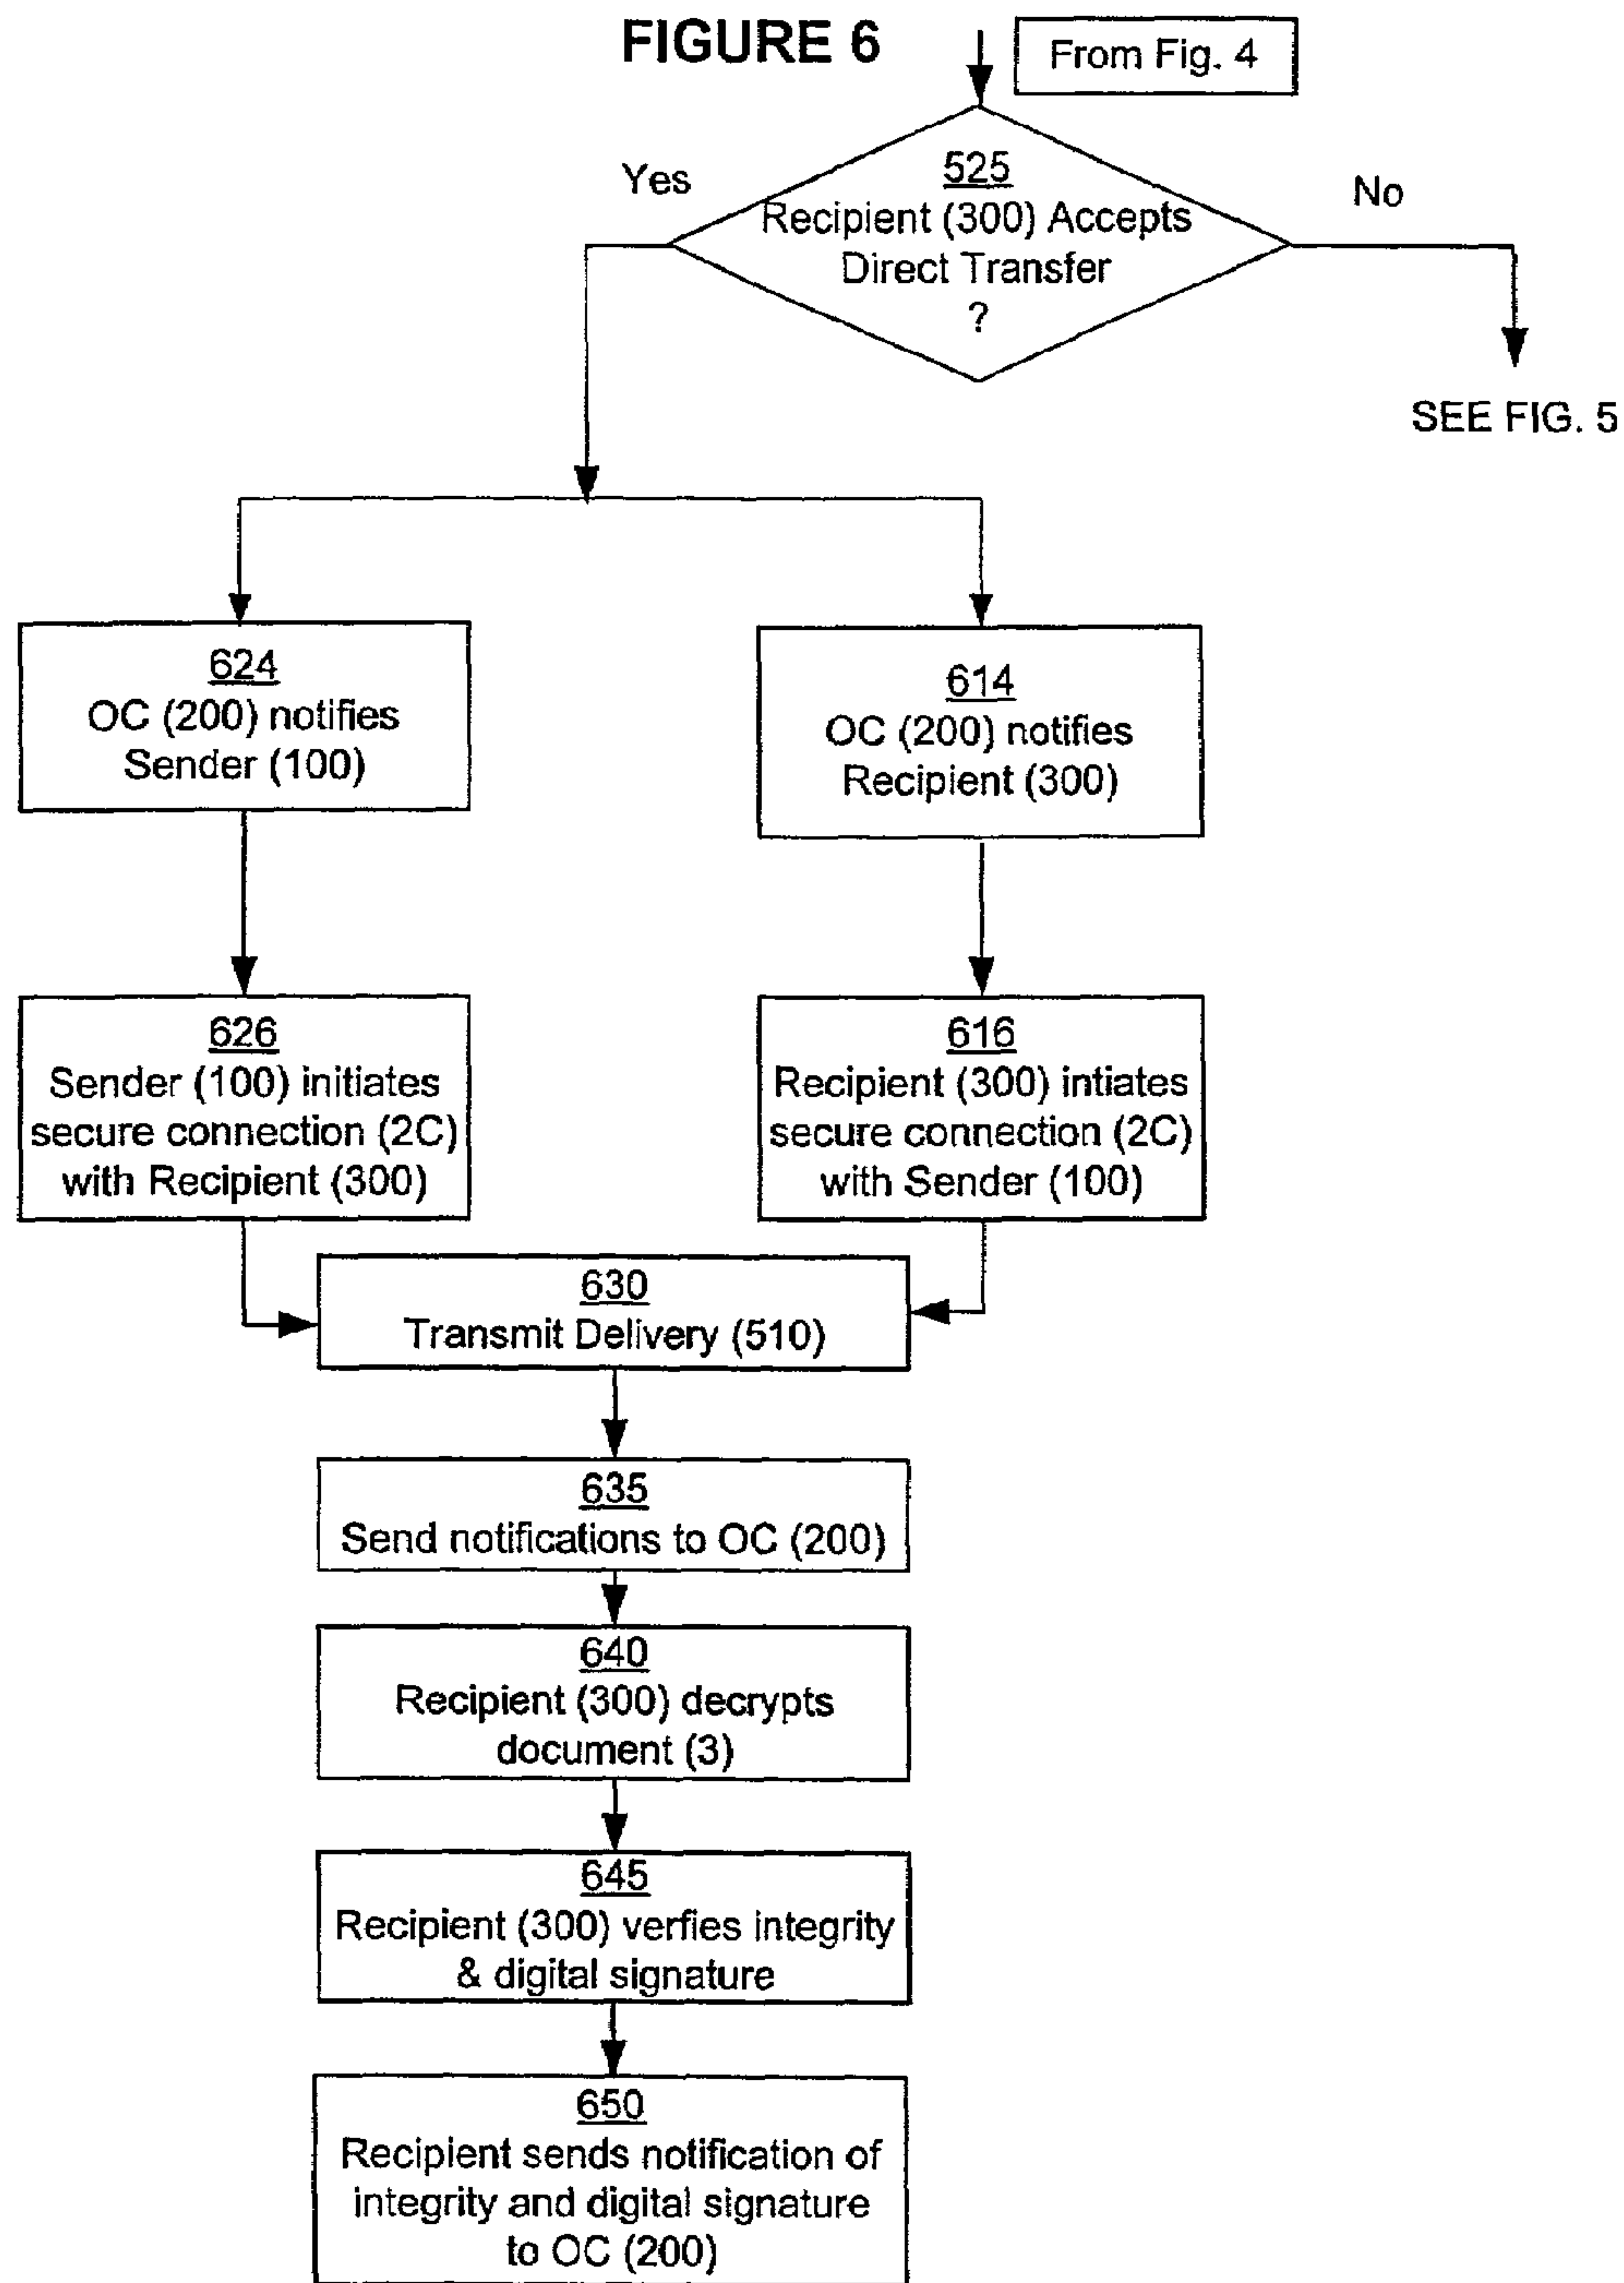 FIGURE 6
From Fig. 4
Yes
525
Recipient (300) Accepts
Direct Transfer
?
No
SEE FIG. 5
624
OC (200) notifies
Sender (100)
614
OC (200) notifies
Recipient (300)
626
Sender (100) initiates
secure connection (2C)
with Recipient (300)
616
Recipient (300) intiates
secure connection (2C)
with Sender (100)
630
Transmit Delivery (510)
635
Send notifications to OC (200)
640
Recipient (300) decrypts
document (3)
645
Recipient (300) verfies integrity
& digital signature
650
Recipient sends notification of
integrity and digital signature
to OC (200)